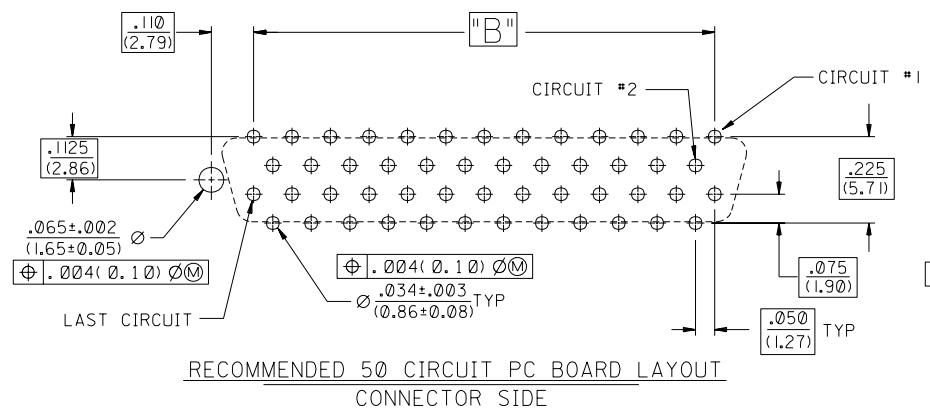 .110
(2.79)
"B"
CIRCUIT #1
CIRCUIT #2
.1125
(2.86)
.225
(5.71)
.065±.002
(1.65±0.05) Ø
⌖ .004(0.10) ØⓂ
⌖ .004(0.10) ØⓂ
Ø .034±.003 TYP
(0.86±0.08)
.075
(1.90)
LAST CIRCUIT
.050 TYP
(1.27)
RECOMMENDED 50 CIRCUIT PC BOARD LAYOUT
CONNECTOR SIDE